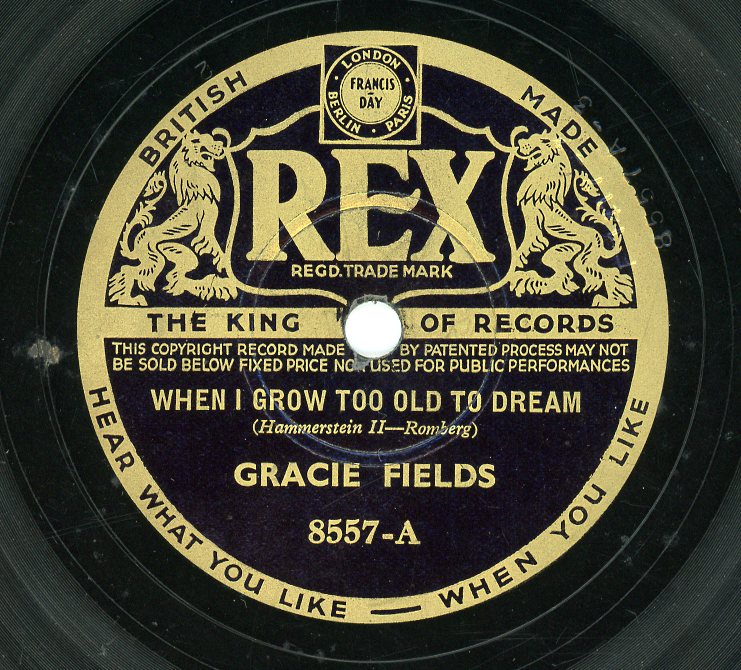 LONDON
FRANCIS-DAY
BERLIN · PARIS
BRITISH MADE
REX
REGD. TRADE MARK
THE KING OF RECORDS
THIS COPYRIGHT RECORD MADE BY PATENTED PROCESS MAY NOT
BE SOLD BELOW FIXED PRICE NOR USED FOR PUBLIC PERFORMANCES
WHEN I GROW TOO OLD TO DREAM
(Hammerstein II—Romberg)
GRACIE FIELDS
8557-A
HEAR WHAT YOU LIKE — WHEN YOU LIKE